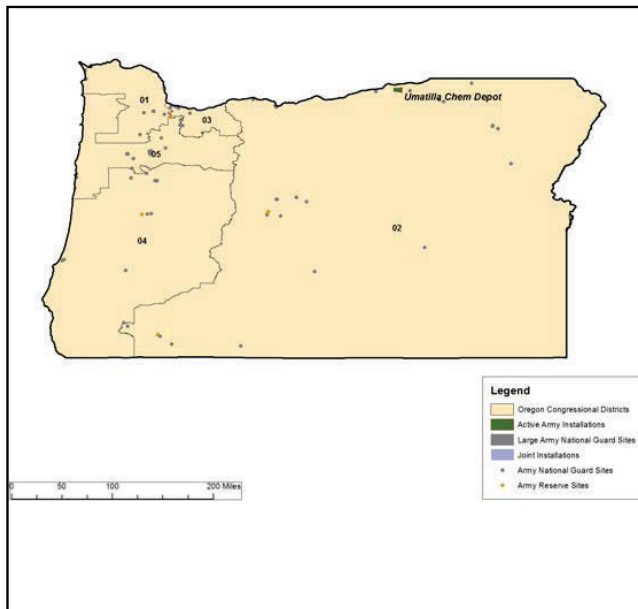 01
03
Umatilla Chem Depot
05
02
04
Legend
Oregon Congressional Districts
Active Army Installations
Large Army National Guard Sites
Joint Installations
Army National Guard Sites
Army Reserve Sites
0 50 100 200 Miles